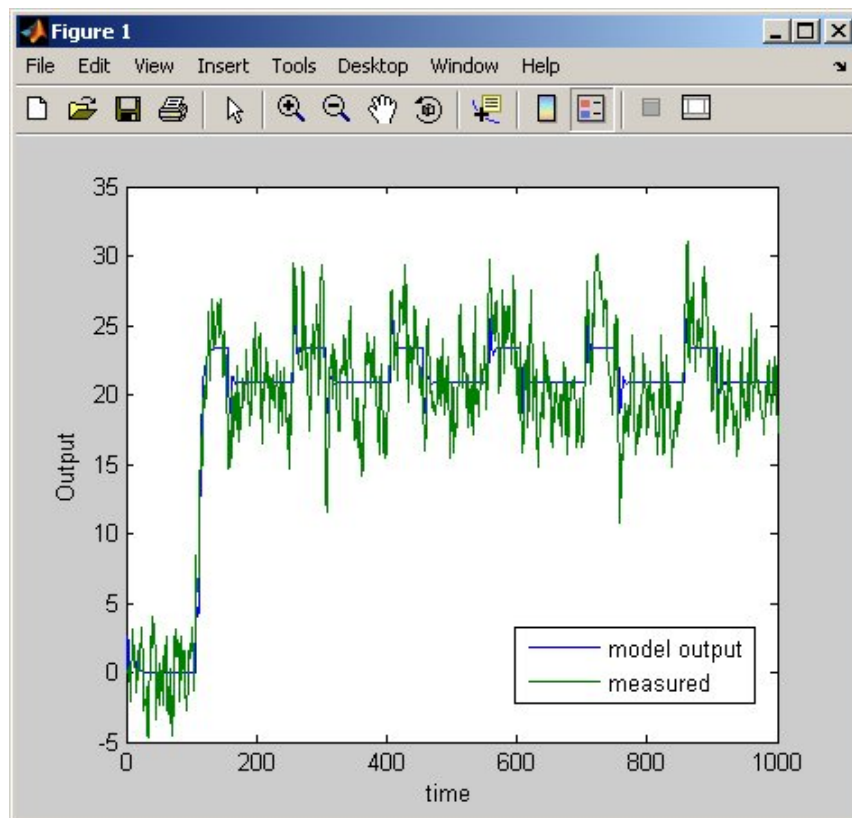 Figure 1
File Edit View Insert Tools Desktop Window Help
35
30
25
20
15
10
5
0
-5
Output
0 200 400 600 800 1000
time
model output
measured